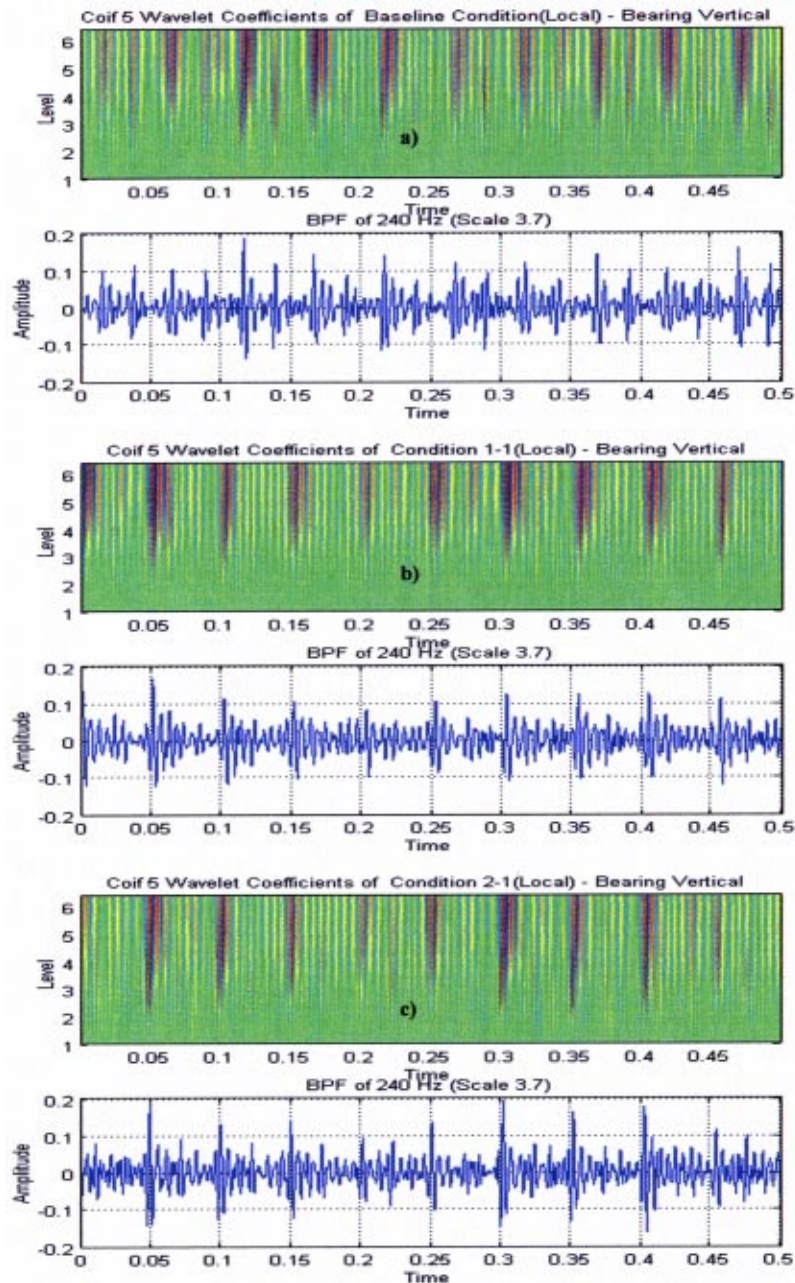 Coif 5 Wavelet Coefficients of Baseline Condition(Local) - Bearing Vertical
6
5
4
3
2
1
Level
a)
0.05 0.1 0.15 0.2 0.25 0.3 0.35 0.4 0.45
Time
BPF of 240 Hz (Scale 3.7)
0.2
0.1
0
-0.1
-0.2
Amplitude
0 0.05 0.1 0.15 0.2 0.25 0.3 0.35 0.4 0.45 0.5
Time
Coif 5 Wavelet Coefficients of Condition 1-1(Local) - Bearing Vertical
6
5
4
3
2
1
Level
b)
0.05 0.1 0.15 0.2 0.25 0.3 0.35 0.4 0.45
Time
BPF of 240 Hz (Scale 3.7)
0.2
0.1
0
-0.1
-0.2
Amplitude
0 0.05 0.1 0.15 0.2 0.25 0.3 0.35 0.4 0.45 0.5
Time
Coif 5 Wavelet Coefficients of Condition 2-1(Local) - Bearing Vertical
6
5
4
3
2
1
Level
c)
0.05 0.1 0.15 0.2 0.25 0.3 0.35 0.4 0.45
Time
BPF of 240 Hz (Scale 3.7)
0.2
0.1
0
-0.1
-0.2
Amplitude
0 0.05 0.1 0.15 0.2 0.25 0.3 0.35 0.4 0.45 0.5
Time